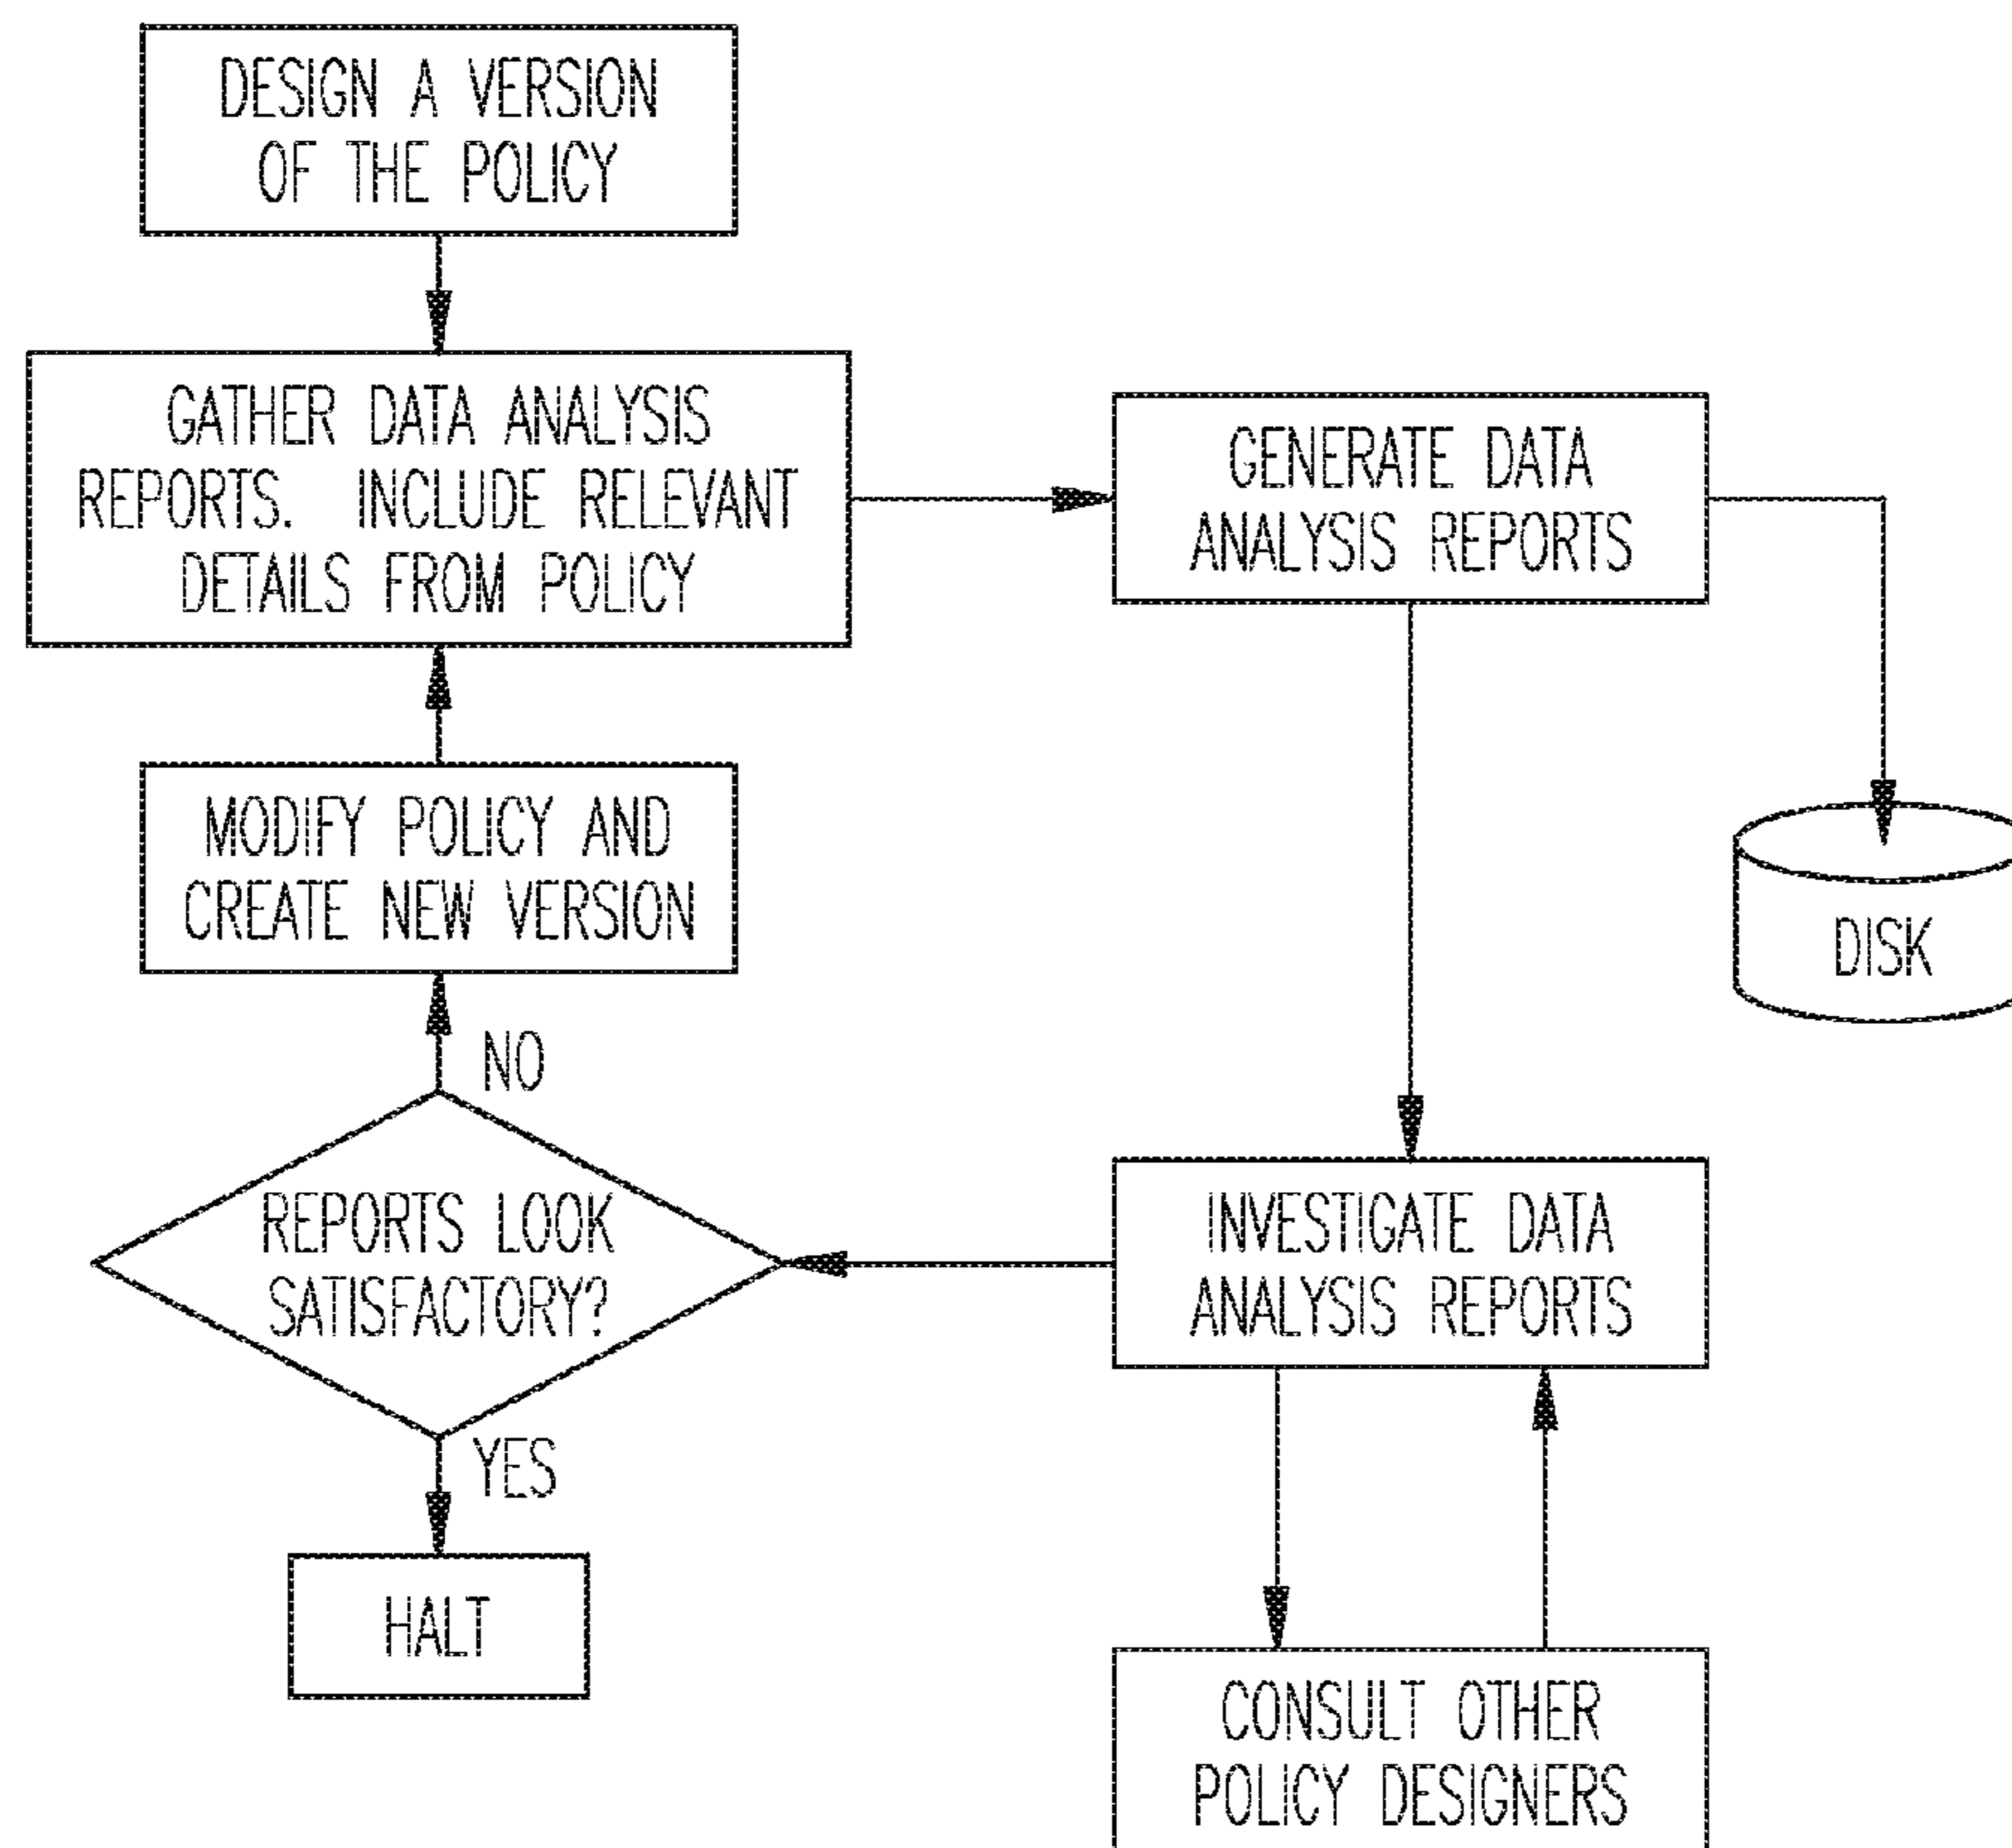 DESIGN A VERSION
OF THE POLICY
GATHER DATA ANALYSIS
REPORTS. INCLUDE RELEVANT
DETAILS FROM POLICY
GENERATE DATA
ANALYSIS REPORTS
MODIFY POLICY AND
CREATE NEW VERSION
DISK
NO
REPORTS LOOK
SATISFACTORY?
INVESTIGATE DATA
ANALYSIS REPORTS
YES
HALT
CONSULT OTHER
POLICY DESIGNERS